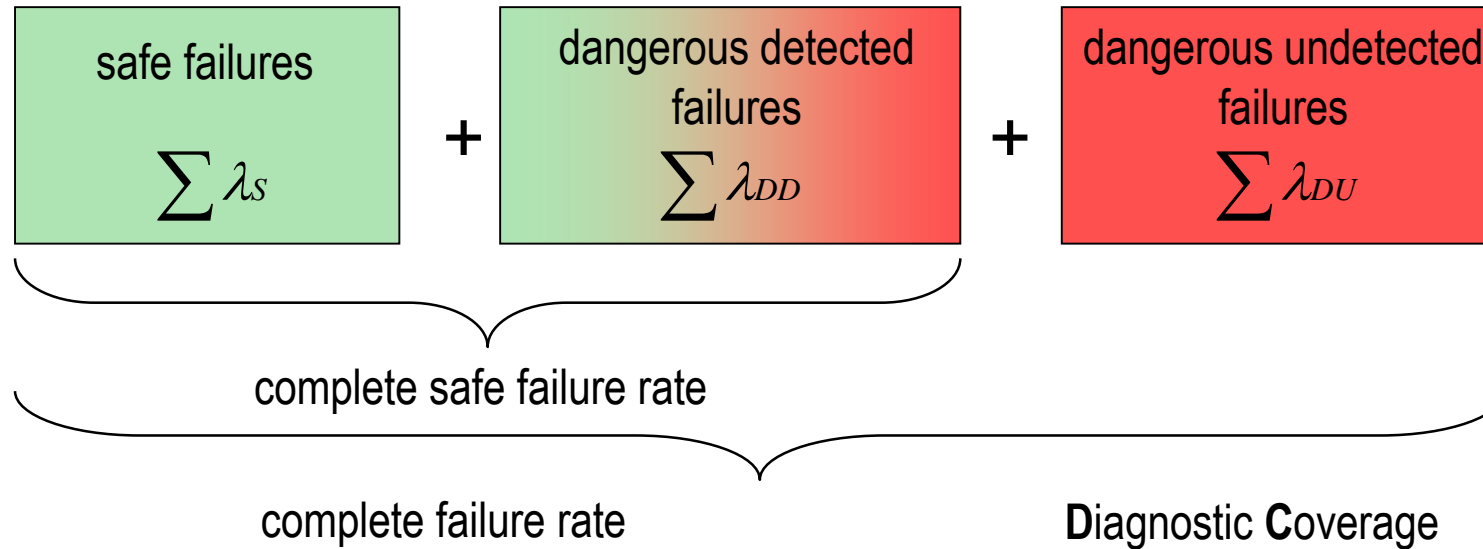 safe failures
dangerous detected
failures
dangerous undetected
failures
∑ λS
+
∑ λDD
+
∑ λDU
complete safe failure rate
complete failure rate
Diagnostic Coverage